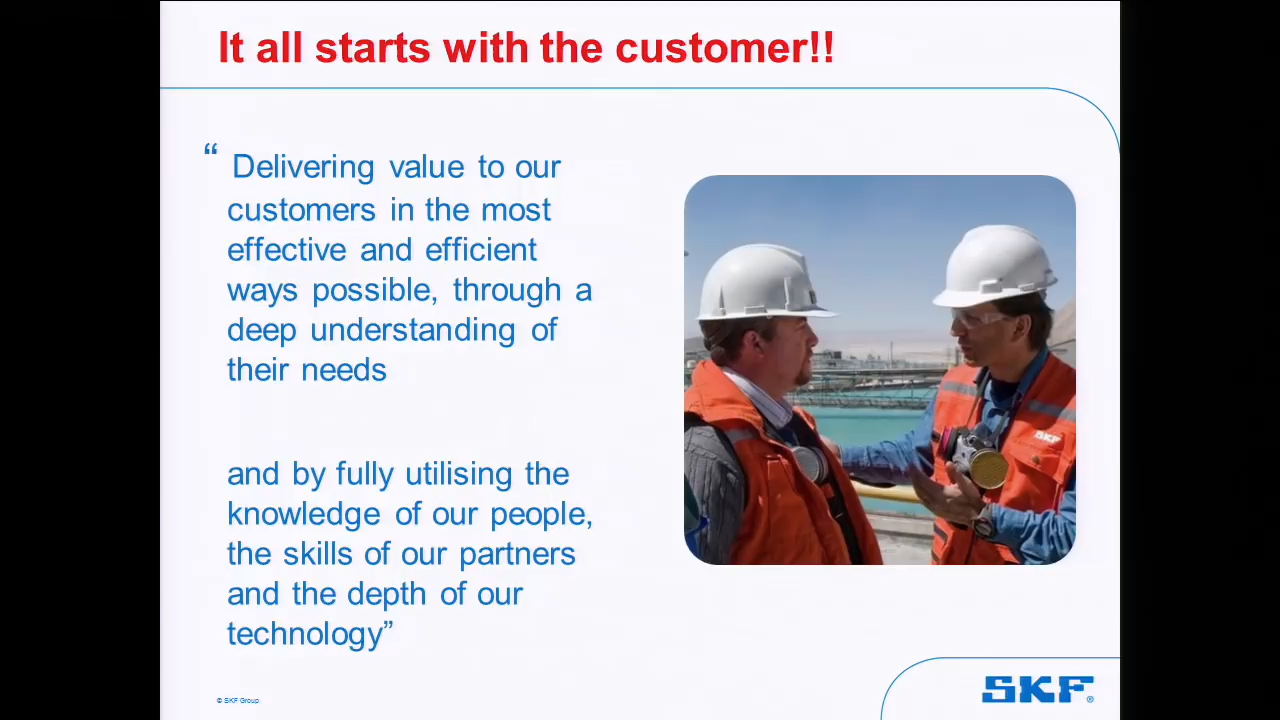 It all starts with the customer!!
“ Delivering value to our
customers in the most
effective and efficient
ways possible, through a
deep understanding of
their needs
and by fully utilising the
knowledge of our people,
the skills of our partners
and the depth of our
technology”
SKF
© SKF Group
SKF®